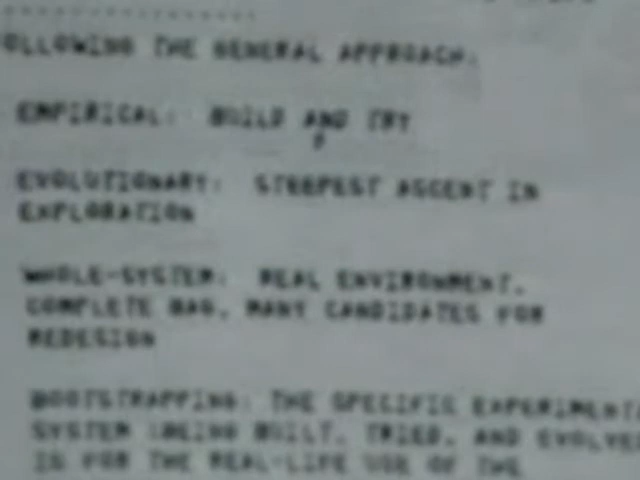 OLLOWING THE GENERAL APPROACH:
EMPIRICAL: BUILD AND TRY
EVOLUTIONARY: STEEPEST ASCENT IN
EXPLORATION
WHOLE-SYSTEM: REAL ENVIRONMENT,
COMPLETE BAG, MANY CANDIDATES FOR
REDESIGN
BOOTSTRAPPING: THE SPECIFIC EXPERIMENTA
SYSTEM (BEING BUILT, TRIED, AND EVOLVE
IS FOR THE REAL-LIFE USE OF THE